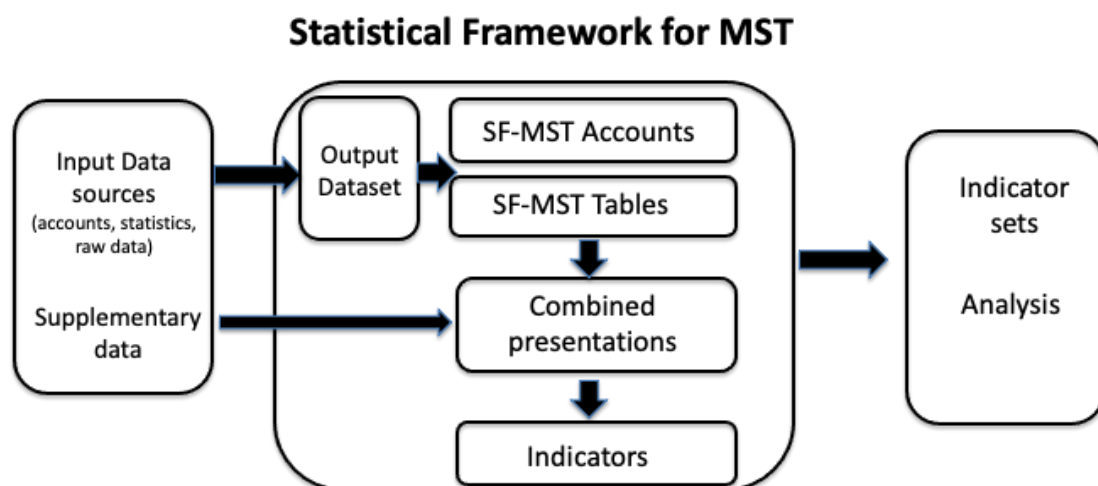 Statistical Framework for MST
Input Data
sources
(accounts, statistics,
raw data)
Supplementary
data
Output
Dataset
SF-MST Accounts
SF-MST Tables
Combined
presentations
Indicators
Indicator
sets
Analysis